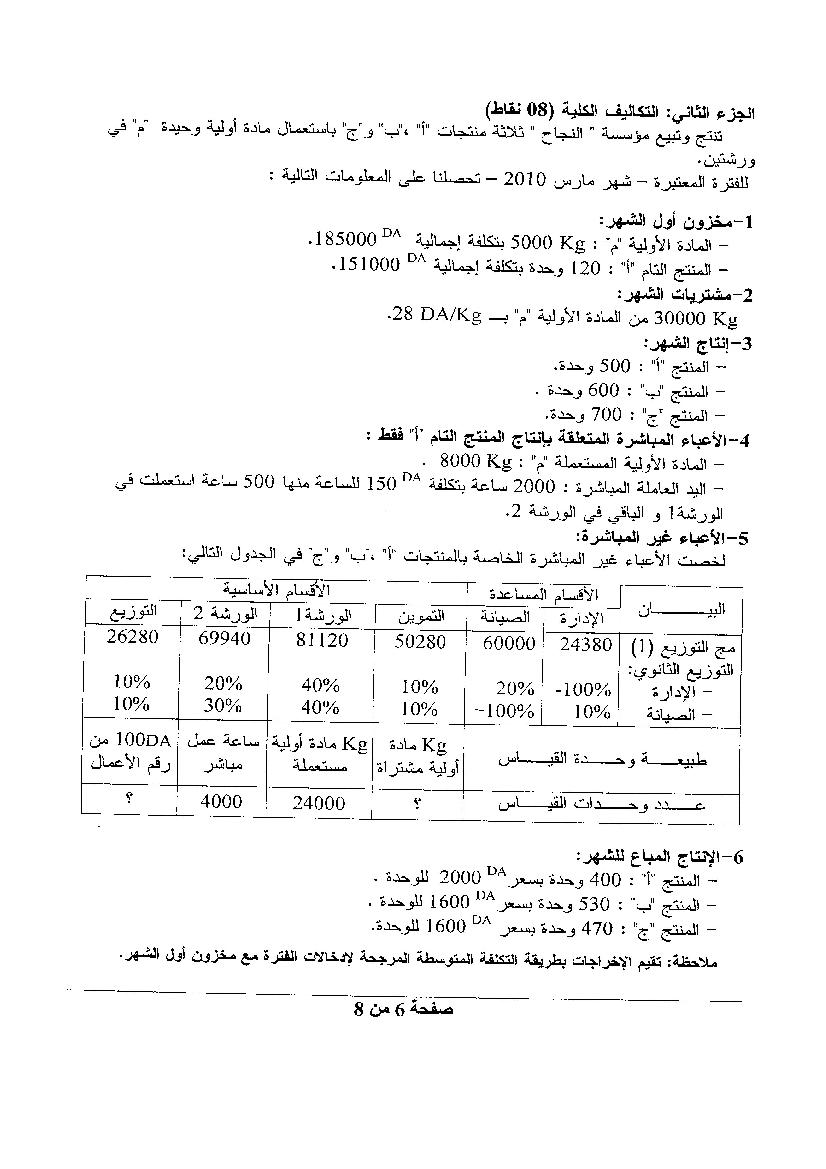 الجزء الثاني: التكاليف الكلية (08 نقاط)
تنتج وتبيع مؤسسة " النجاح " ثلاثة منتجات "أ" ،"ب" و"ج" باستعمال مادة أولية وحيدة "م" في
ورشتين.
للفترة المعتبرة – شهر مارس 2010 – تحصلنا على المعلومات التالية :
1-مخزون أول الشهر:
– المادة الأولية "م" : 5000 Kg بتكلفة إجمالية 185000 DA.
– المنتج التام "أ" : 120 وحدة بتكلفة إجمالية 151000 DA.
2-مشتريات الشهر:
30000 Kg من المادة الأولية "م" بـ 28 DA/Kg.
3-إنتاج الشهر:
– المنتج "أ" : 500 وحدة.
– المنتج "ب" : 600 وحدة .
– المنتج "ج" : 700 وحدة.
4-الأعباء المباشرة المتعلقة بإنتاج المنتج التام "أ" فقط :
– المادة الأولية المستعملة "م" : 8000 Kg .
– اليد العاملة المباشرة : 2000 ساعة بتكلفة 150 DA للساعة منها 500 ساعة استعملت في
الورشة1 و الباقي في الورشة 2.
5-الأعباء غير المباشرة:
لخصت الأعباء غير المباشرة الخاصة بالمنتجات "أ" ،"ب" و"ج" في الجدول التالي:
البيـــــــان الأقسام المساعدة الأقسام الأساسية
الإدارة الصيانة التموين الورشة1 الورشة 2 التوزيع
مج التوزيع (1) 24380 60000 50280 81120 69940 26280
التوزيع الثانوي:
– الإدارة -100% 20% 10% 40% 20% 10%
– الصيانة 10% -100% 10% 40% 30% 10%
طبيعـــة وحـــدة القيـــاس Kg مادة أولية مشتراة Kg مادة أولية مستعملة ساعة عمل مباشر 100DA من رقم الأعمال
عـــدد وحـــدات القيـــاس ؟ 24000 4000 ؟
6-الإنتاج المباع للشهر:
– المنتج "أ" : 400 وحدة بسعر 2000 DA للوحدة .
– المنتج "ب" : 530 وحدة بسعر 1600 DA للوحدة .
– المنتج "ج" : 470 وحدة بسعر 1600 DA للوحدة.
ملاحظة: تقيم الإخراجات بطريقة التكلفة المتوسطة المرجحة لإدخالات الفترة مع مخزون أول الشهر.
صفحة 6 من 8